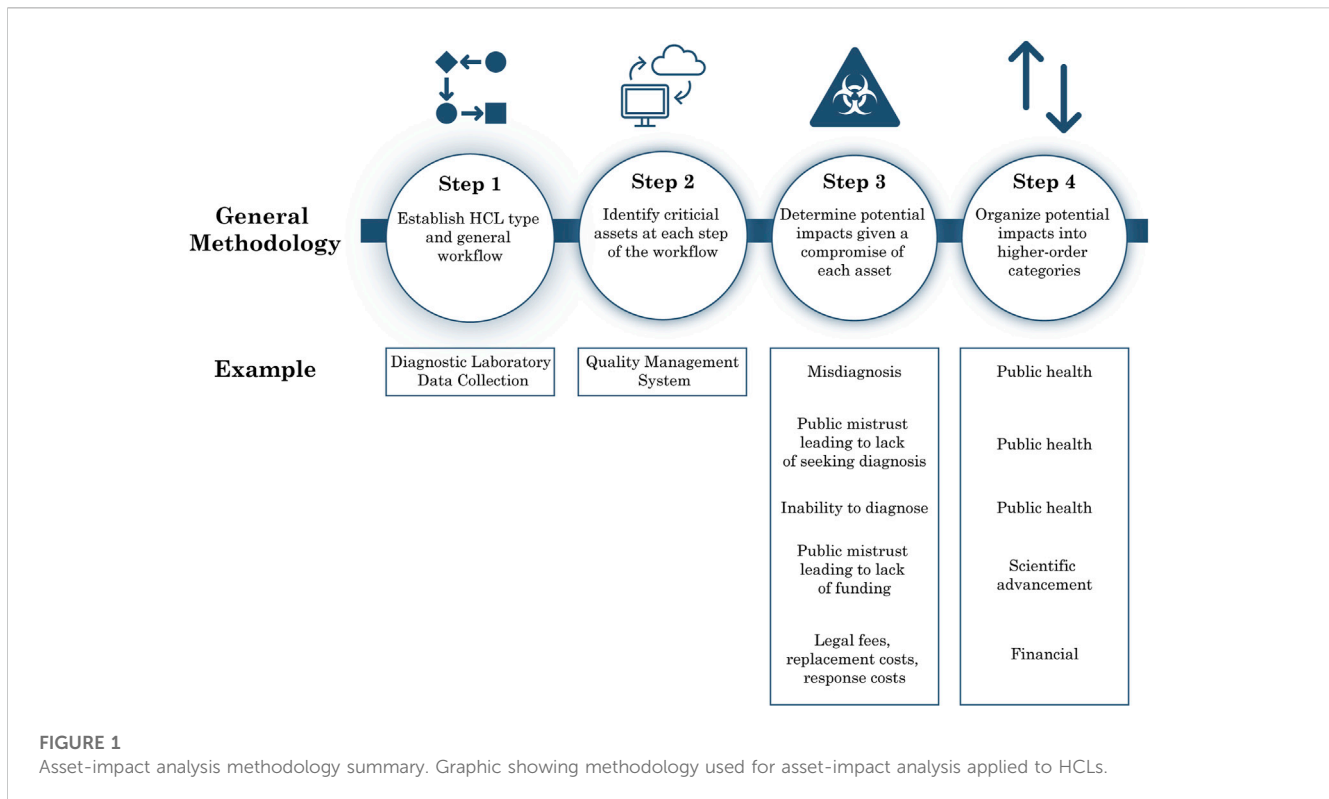 General
Methodology
Step 1
Establish HCL type
and general
workflow
Step 2
Identify criticial
assets at each step
of the workflow
Step 3
Determine potential
impacts given a
compromise of
each asset
Step 4
Organize potential
impacts into
higher-order
categories
Example
Diagnostic Laboratory
Data Collection
Quality Management
System
Misdiagnosis
Public mistrust
leading to lack
of seeking diagnosis
Inability to diagnose
Public mistrust
leading to lack
of funding
Legal fees,
replacement costs,
response costs
Public health
Public health
Public health
Scientific
advancement
Financial
FIGURE 1
Asset-impact analysis methodology summary. Graphic showing methodology used for asset-impact analysis applied to HCLs.